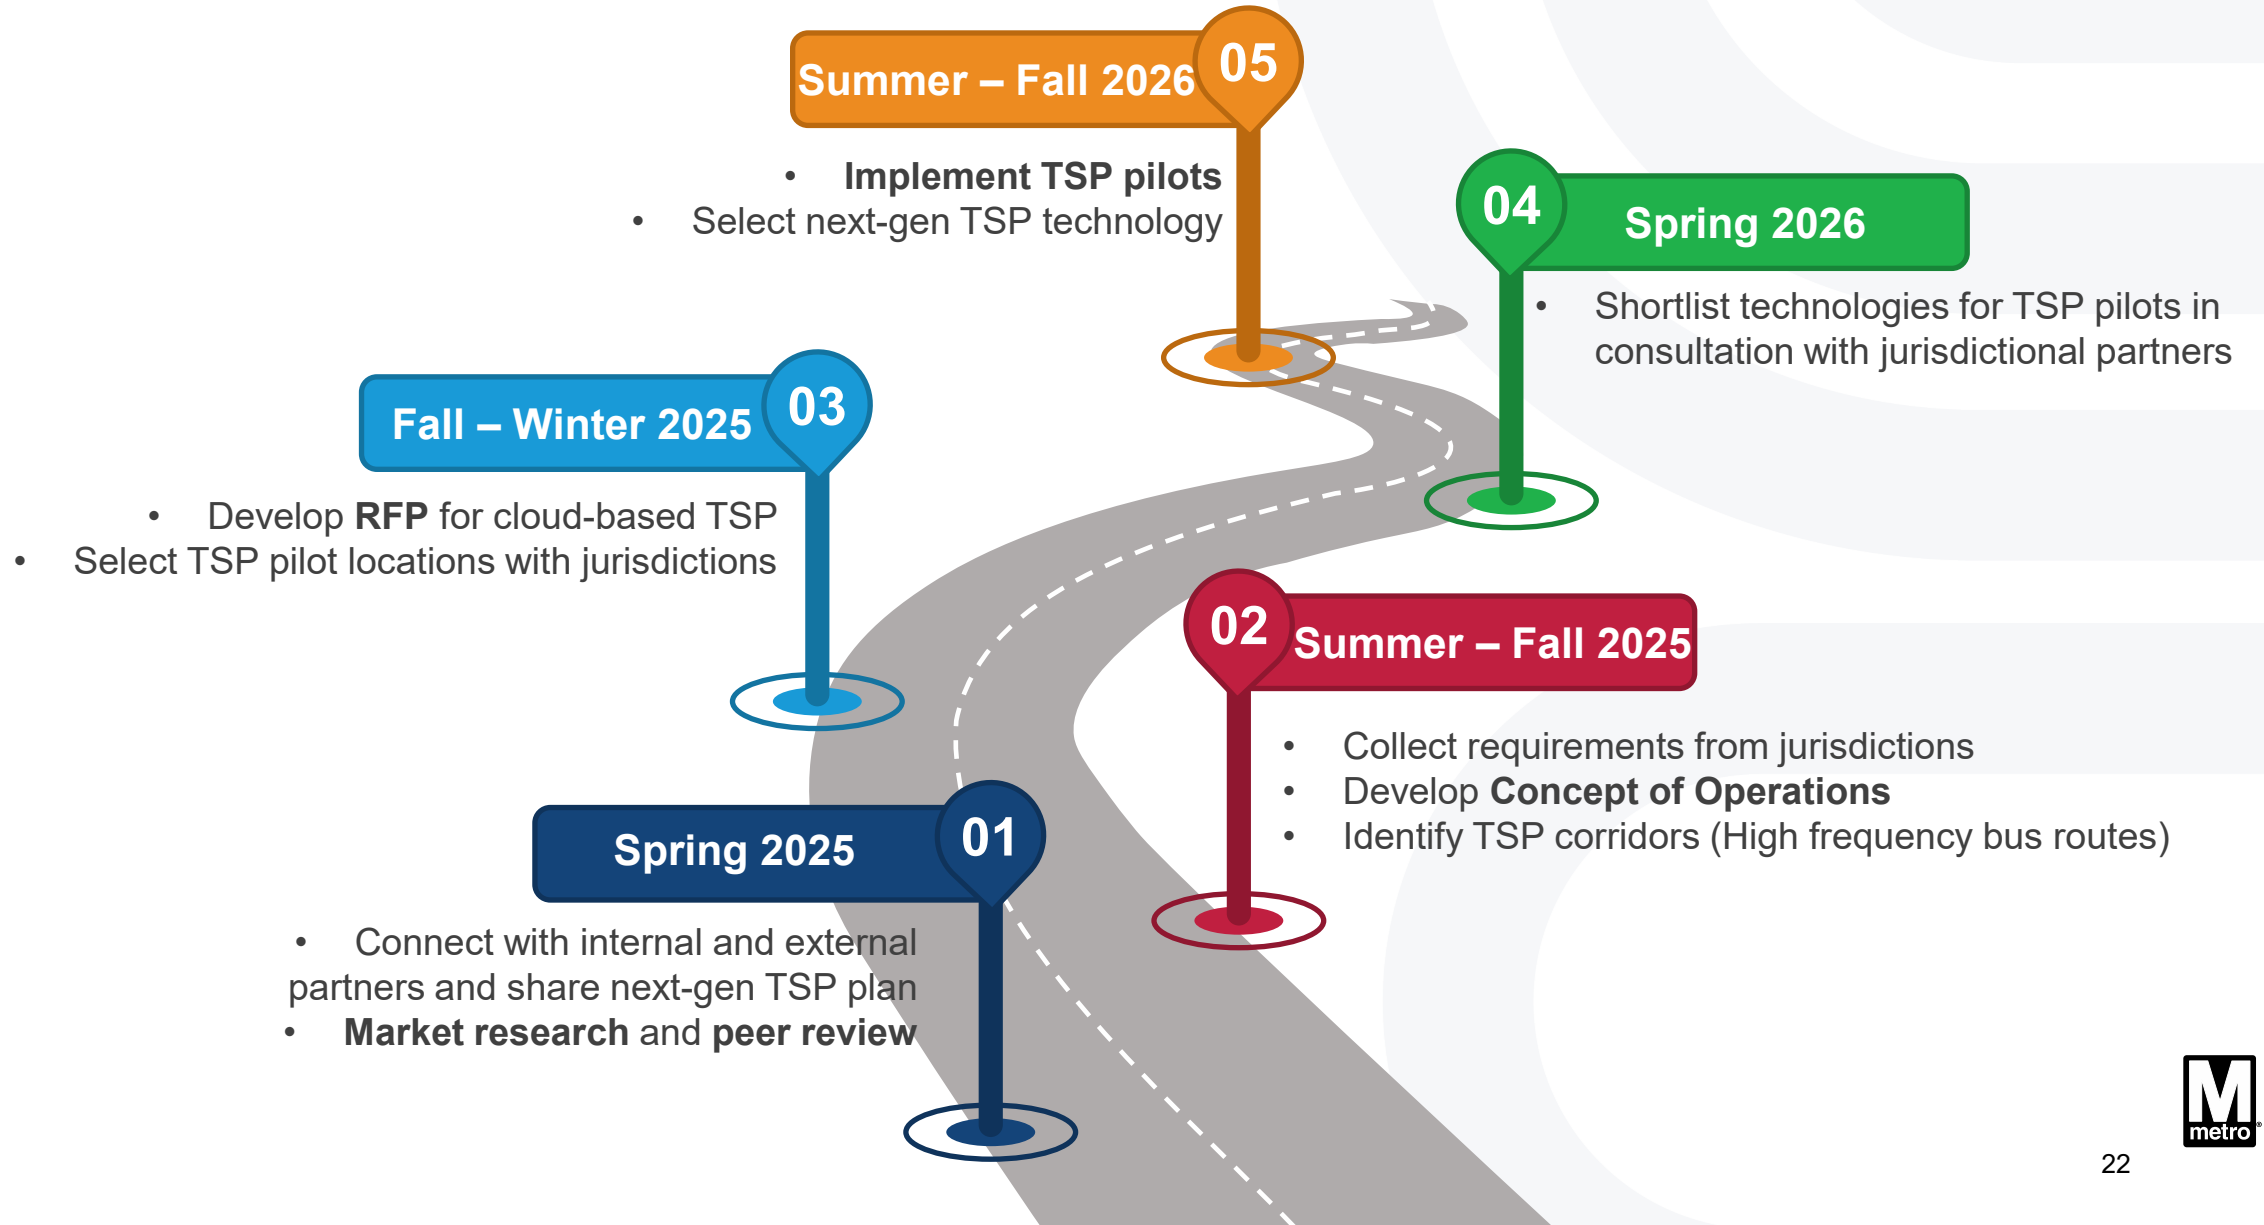 05
Summer – Fall 2026
• Implement TSP pilots
• Select next-gen TSP technology
04
Spring 2026
• Shortlist technologies for TSP pilots in
consultation with jurisdictional partners
03
Fall – Winter 2025
• Develop RFP for cloud-based TSP
• Select TSP pilot locations with jurisdictions
02
Summer – Fall 2025
• Collect requirements from jurisdictions
• Develop Concept of Operations
• Identify TSP corridors (High frequency bus routes)
01
Spring 2025
• Connect with internal and external
partners and share next-gen TSP plan
• Market research and peer review
M
metro®
22